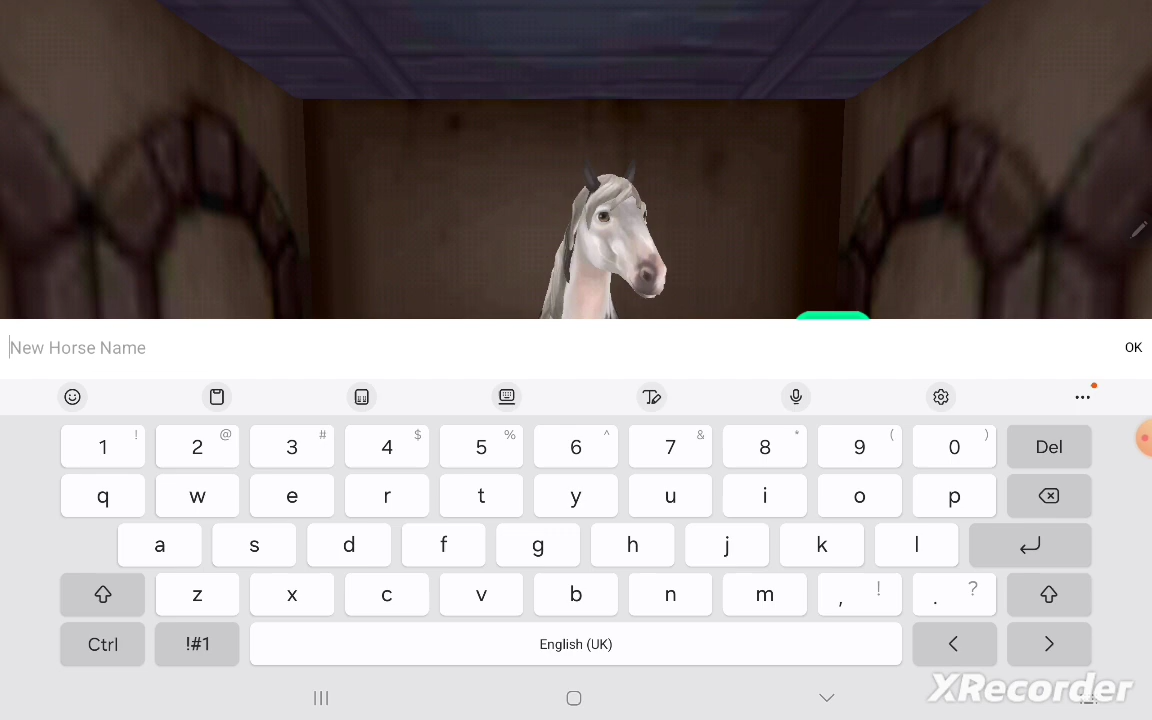 New Horse Name
OK
1 ! 2 @ 3 # 4 $ 5 % 6 ^ 7 & 8 * 9 ( 0 ) Del
q w e r t y u i o p
a s d f g h j k l
z x c v b n m , ! . ?
Ctrl !#1 English (UK) < >
XRecorder